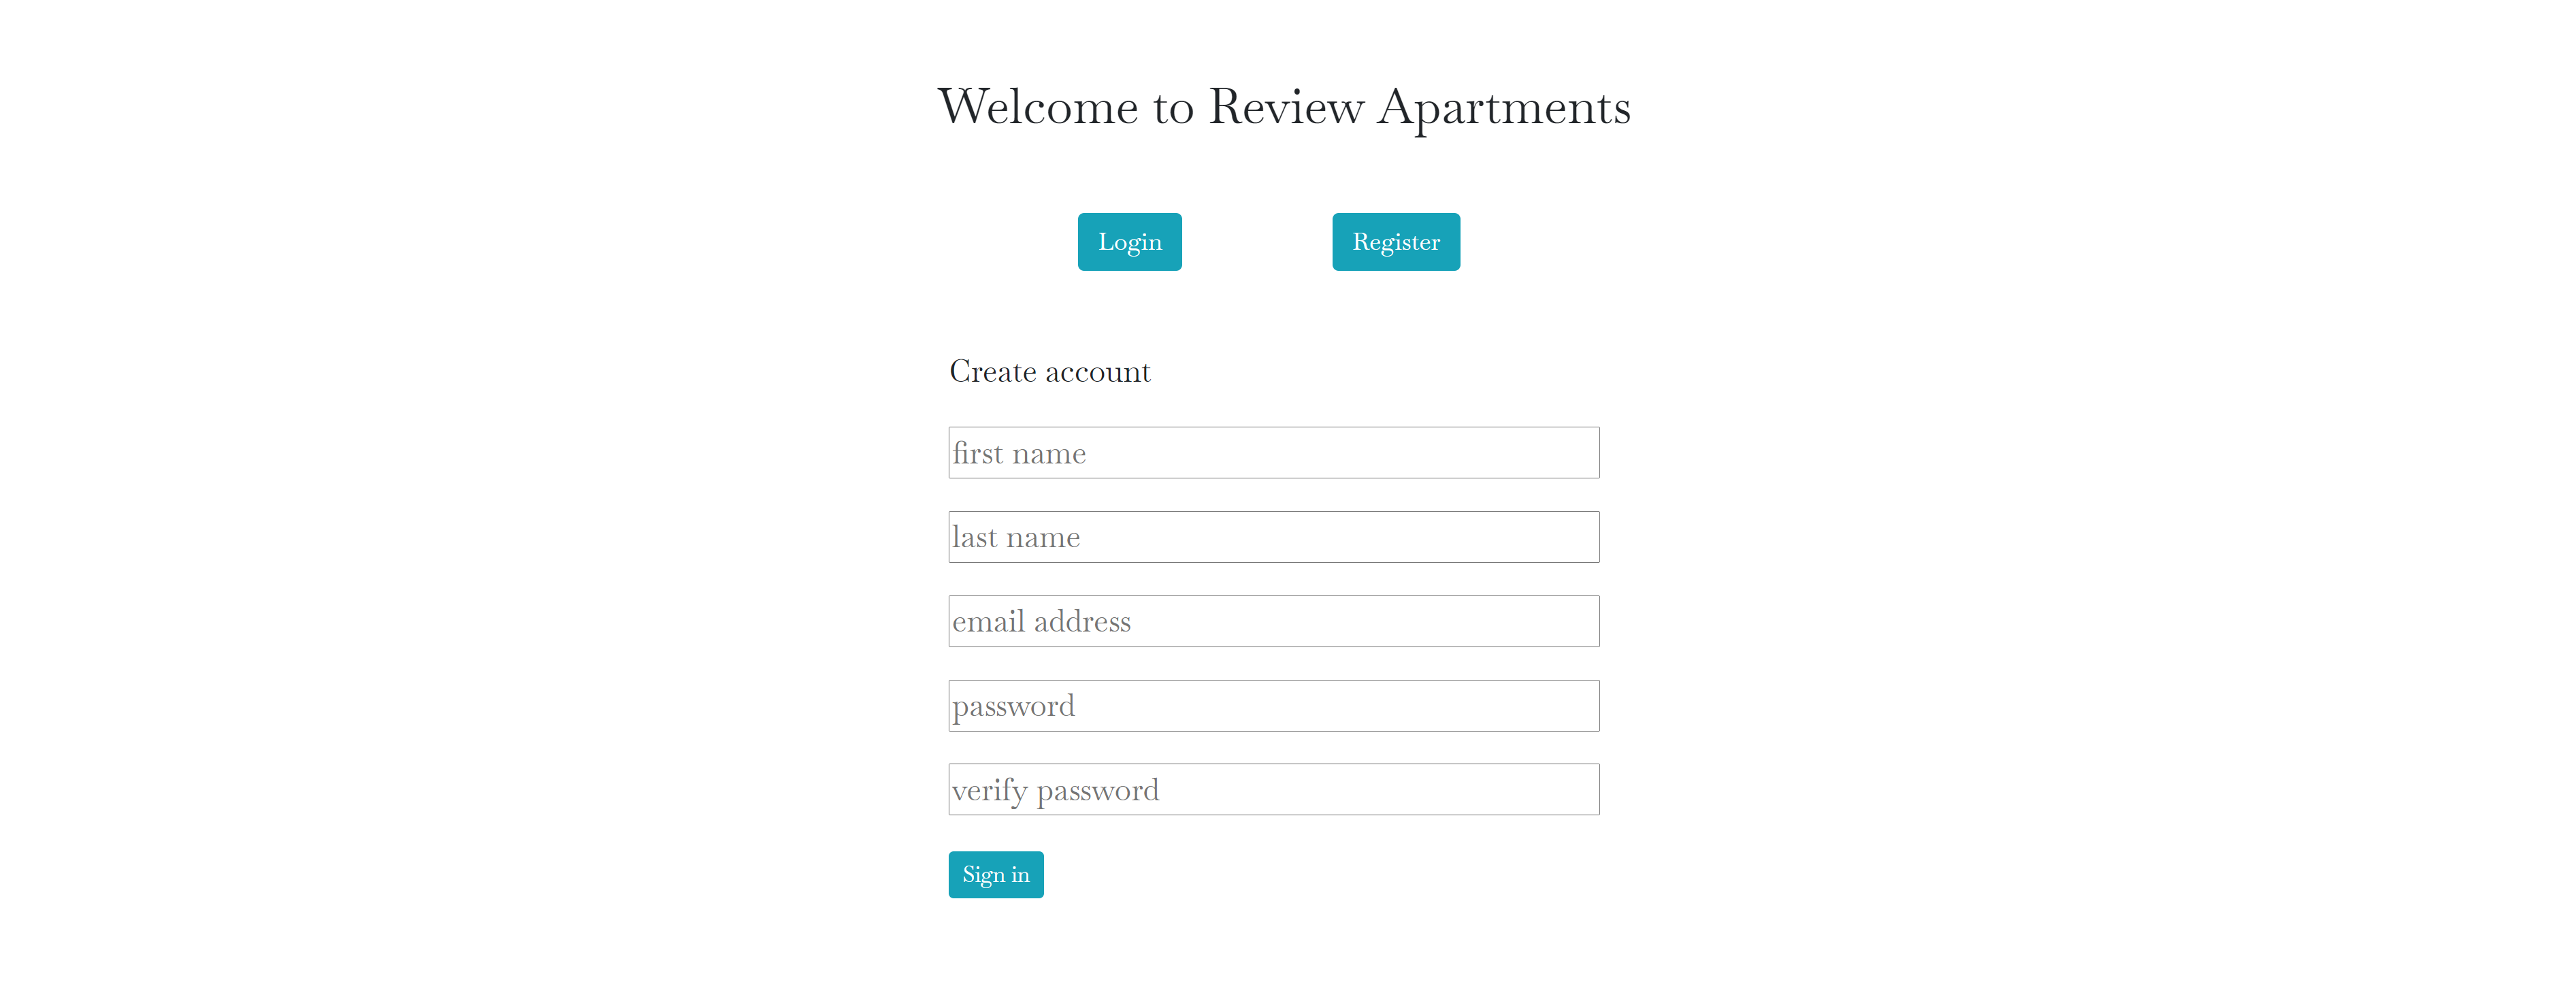 Welcome to Review Apartments
Login Register
Create account
first name
last name
email address
password
verify password
Sign in